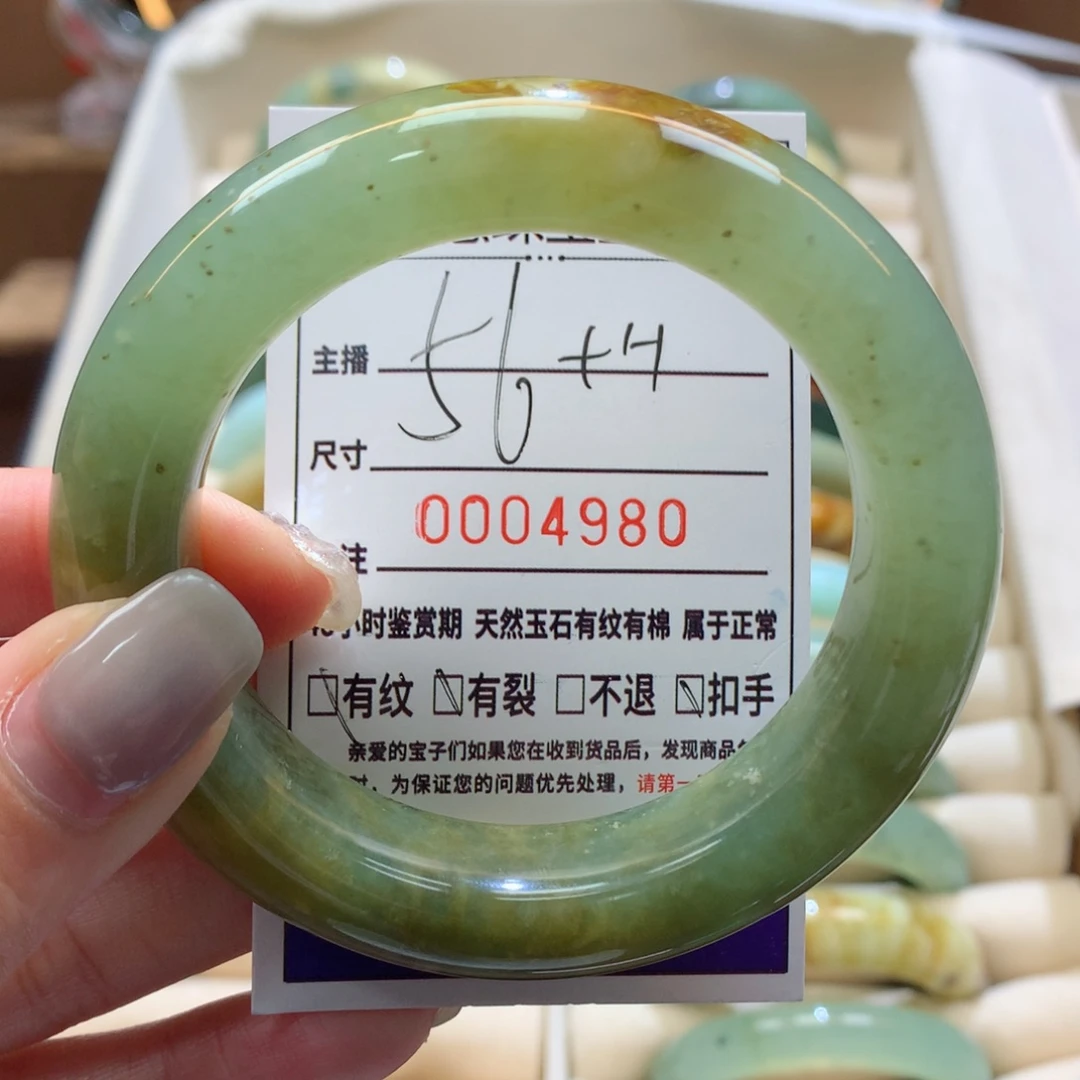 主播 56+4
尺寸
0004980
注
小时鉴赏期 天然玉石有纹有棉 属于正常
有纹 有裂 不退 扣手
亲爱的宝子们如果您在收到货品后，发现商品
时，为保证您的问题优先处理，请第一